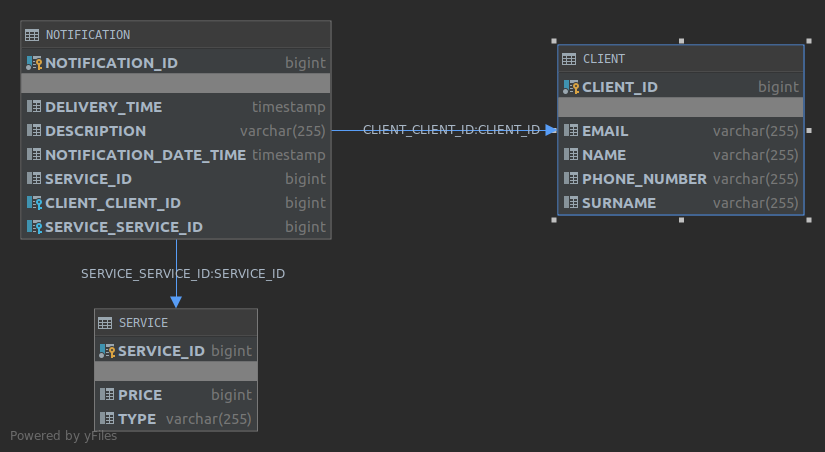 NOTIFICATION
NOTIFICATION_ID bigint
DELIVERY_TIME timestamp
DESCRIPTION varchar(255)
NOTIFICATION_DATE_TIME timestamp
SERVICE_ID bigint
CLIENT_CLIENT_ID bigint
SERVICE_SERVICE_ID bigint
CLIENT_CLIENT_ID:CLIENT_ID
CLIENT
CLIENT_ID bigint
EMAIL varchar(255)
NAME varchar(255)
PHONE_NUMBER varchar(255)
SURNAME varchar(255)
SERVICE_SERVICE_ID:SERVICE_ID
SERVICE
SERVICE_ID bigint
PRICE bigint
TYPE varchar(255)
Powered by yFiles